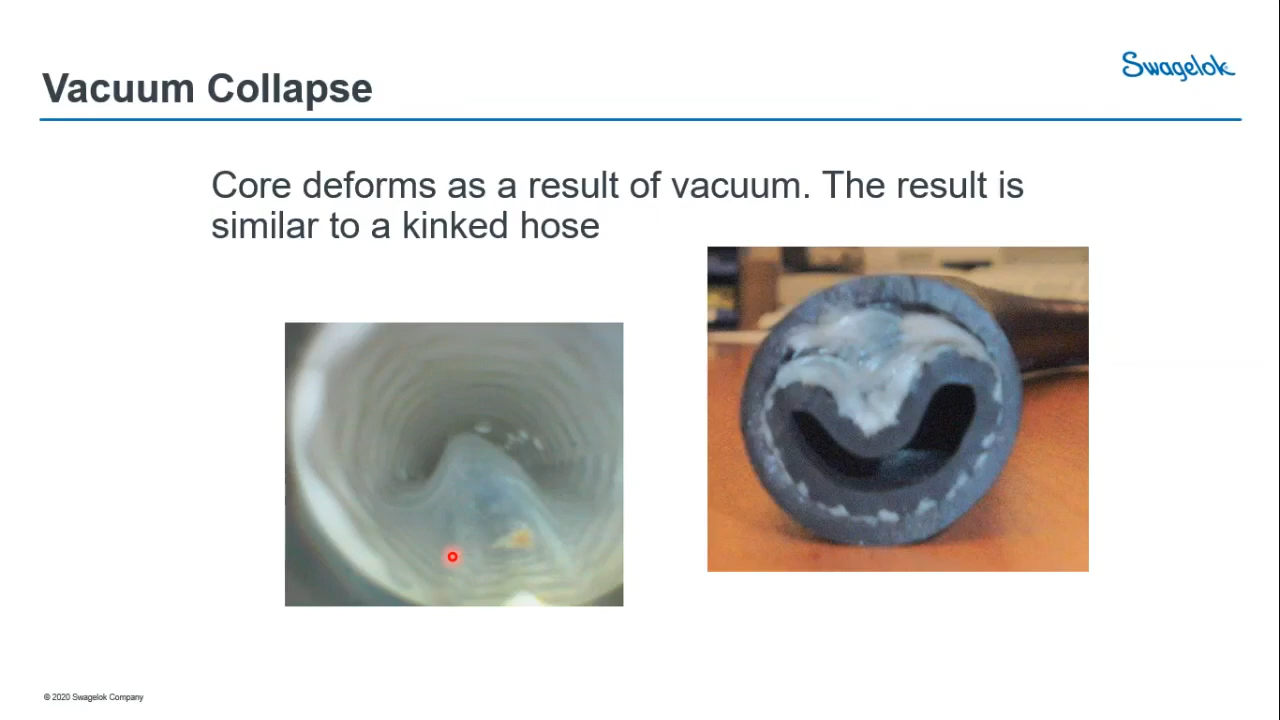 Swagelok
Vacuum Collapse
Core deforms as a result of vacuum. The result is
similar to a kinked hose
© 2020 Swagelok Company